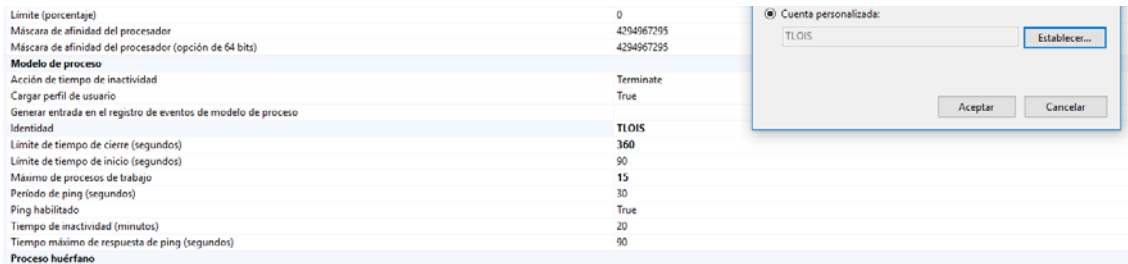 Límite (porcentaje) 0
Máscara de afinidad del procesador 4294967295
Máscara de afinidad del procesador (opción de 64 bits) 4294967295
Modelo de proceso
Acción de tiempo de inactividad Terminate
Cargar perfil de usuario True
Generar entrada en el registro de eventos de modelo de proceso
Identidad TLOIS
Límite de tiempo de cierre (segundos) 360
Límite de tiempo de inicio (segundos) 90
Máximo de procesos de trabajo 15
Período de ping (segundos) 30
Ping habilitado True
Tiempo de inactividad (minutos) 20
Tiempo máximo de respuesta de ping (segundos) 90
Proceso huérfano
Cuenta personalizada:
TLOIS Establecer...
Aceptar Cancelar